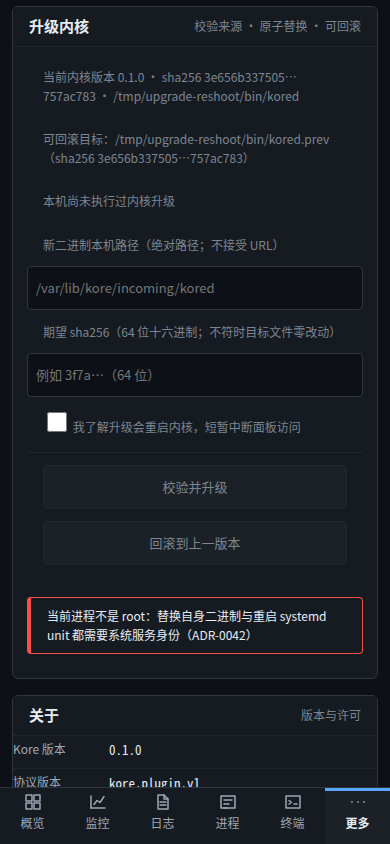 升级内核
校验来源 · 原子替换 · 可回滚
当前内核版本 0.1.0 · sha256 3e656b337505…
757ac783 · /tmp/upgrade-reshoot/bin/kored
可回滚目标：/tmp/upgrade-reshoot/bin/kored.prev
（sha256 3e656b337505…757ac783）
本机尚未执行过内核升级
新二进制本机路径（绝对路径；不接受 URL）
/var/lib/kore/incoming/kored
期望 sha256（64 位十六进制；不符时目标文件零改动）
例如 3f7a…（64 位）
我了解升级会重启内核，短暂中断面板访问
校验并升级
回滚到上一版本
当前进程不是 root：替换自身二进制与重启 systemd
unit 都需要系统服务身份（ADR-0042）
关于
版本与许可
Kore 版本 0.1.0
协议版本 kore.plugin.v1
概览 监控 日志 进程 终端 更多